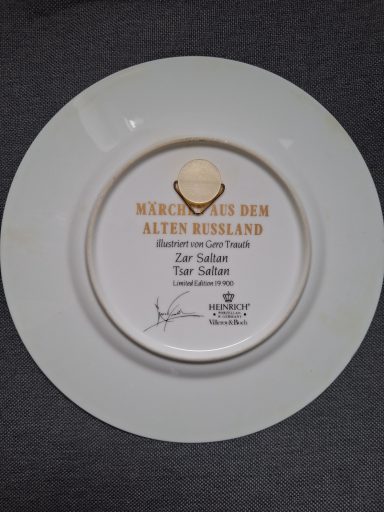 MÄRCHEN AUS DEM
ALTEN RUSSLAND
illustriert von Gero Trauth
Zar Saltan
Tsar Saltan
Limited Edition 19 900
HEINRICH®
GERMANY
Villeroy & Boch